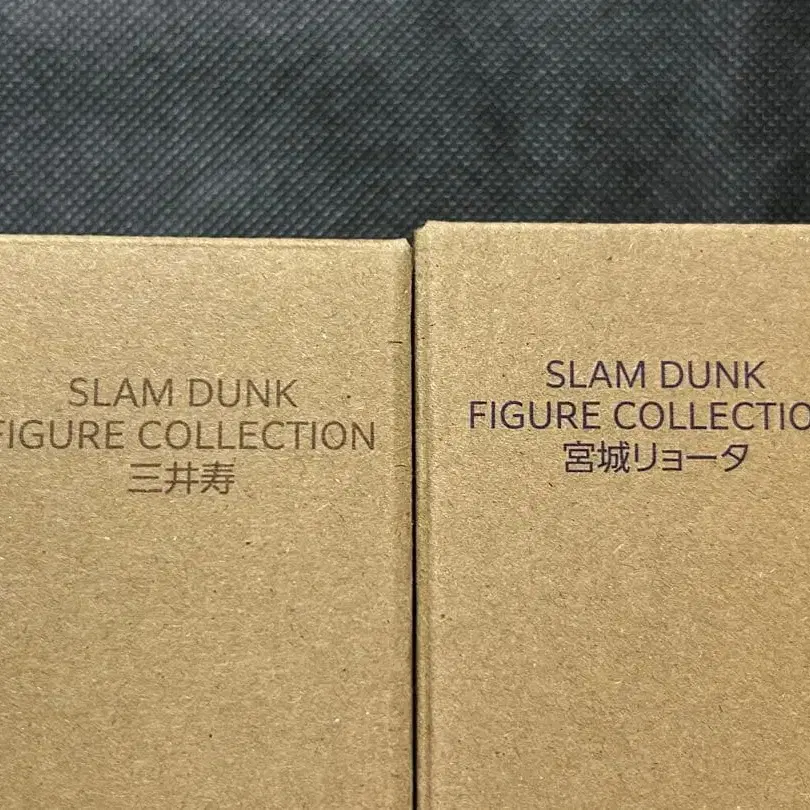 SLAM DUNK
FIGURE COLLECTION
三井寿
SLAM DUNK
FIGURE COLLECTIO
宮城リョータ